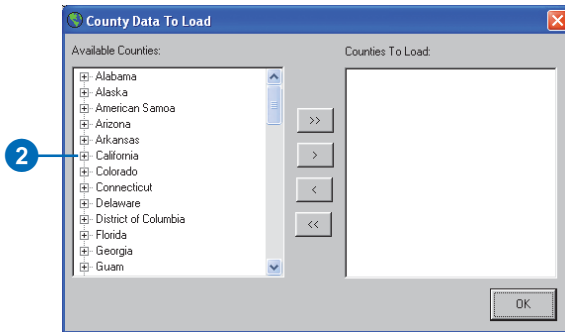 County Data To Load
Available Counties:
Counties To Load:
Alabama
Alaska
American Samoa
Arizona
Arkansas
California
Colorado
Connecticut
Delaware
District of Columbia
Florida
Georgia
Guam
>>
>
<
<<
2
OK